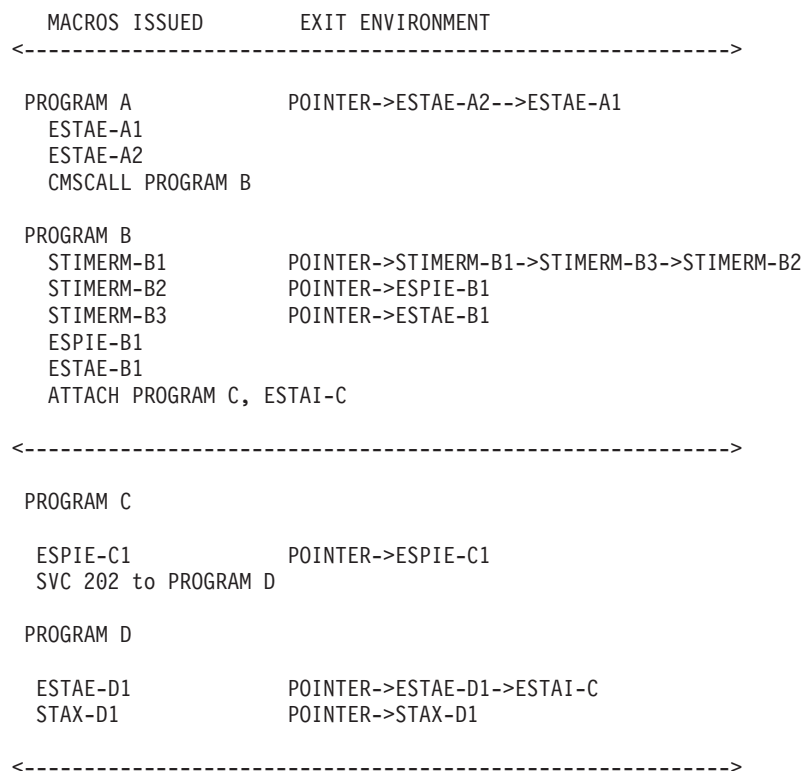 MACROS ISSUED EXIT ENVIRONMENT
<----------------------------------------------------------->
PROGRAM A POINTER->ESTAE-A2-->ESTAE-A1
ESTAE-A1
ESTAE-A2
CMSCALL PROGRAM B
PROGRAM B
STIMERM-B1 POINTER->STIMERM-B1->STIMERM-B3->STIMERM-B2
STIMERM-B2 POINTER->ESPIE-B1
STIMERM-B3 POINTER->ESTAE-B1
ESPIE-B1
ESTAE-B1
ATTACH PROGRAM C, ESTAI-C
<----------------------------------------------------------->
PROGRAM C
ESPIE-C1 POINTER->ESPIE-C1
SVC 202 to PROGRAM D
PROGRAM D
ESTAE-D1 POINTER->ESTAE-D1->ESTAI-C
STAX-D1 POINTER->STAX-D1
<----------------------------------------------------------->